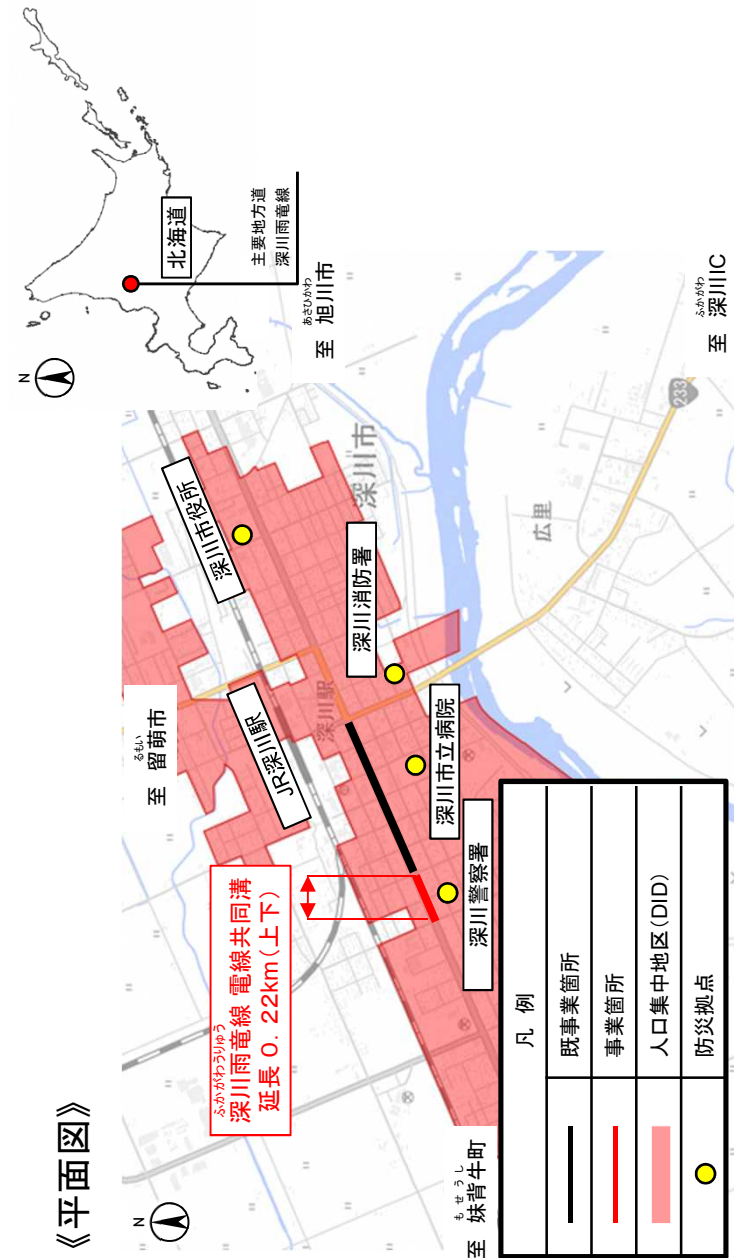 《平面図》
N
至 留萌市
るもい
JR深川駅
深川市役所
深川駅
深川市
深川消防署
深川市立病院
深川警察署
ふかがわうりゅう
深川雨竜線 電線共同溝
延長 0. 22km(上下)
至 妹背牛町
もせうし
広里
233
至 旭川市
あさひかわ
至 深川IC
ふかがわ
N
北海道
主要地方道
深川雨竜線
凡 例
既事業箇所
事業箇所
人口集中地区(DID)
防災拠点